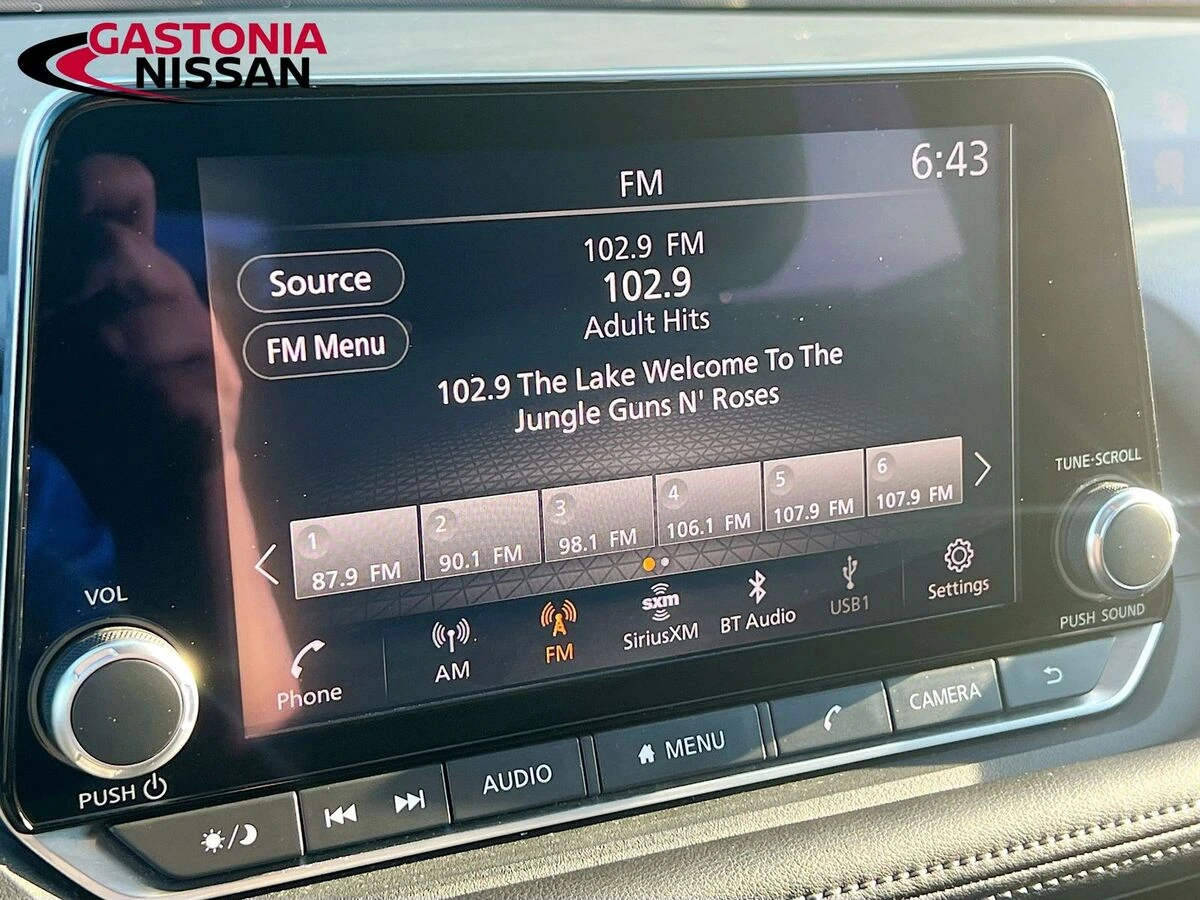 GASTONIA
NISSAN
6:43
FM
102.9 FM
Source
102.9
Adult Hits
FM Menu
102.9 The Lake Welcome To The
Jungle Guns N' Roses
TUNE·SCROLL
1
87.9 FM
2
90.1 FM
3
98.1 FM
4
106.1 FM
5
107.9 FM
6
107.9 FM
VOL
Phone
AM
FM
sxm
SiriusXM
BT Audio
USB1
Settings
PUSH SOUND
PUSH
AUDIO
MENU
CAMERA